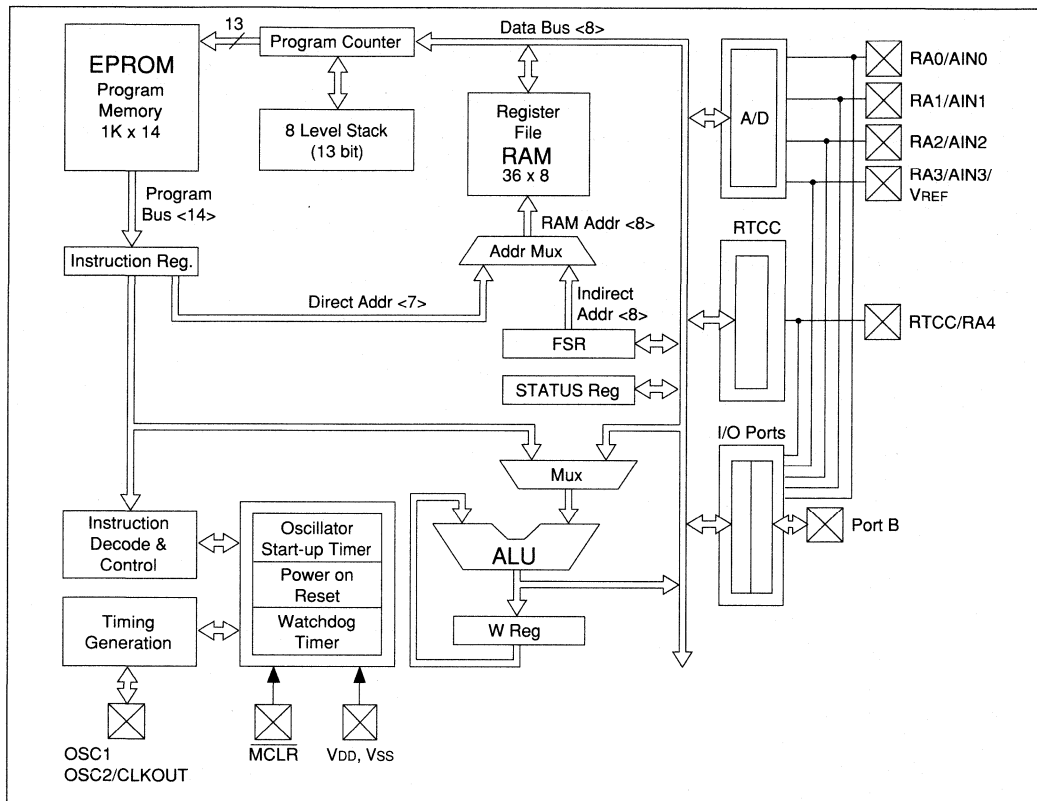 13
Program Counter
Data Bus <8>
EPROM
Program
Memory
1K x 14
8 Level Stack
(13 bit)
Register
File
RAM
36 x 8
A/D
RA0/AIN0
RA1/AIN1
RA2/AIN2
RA3/AIN3/
VREF
Program
Bus <14>
RAM Addr <8>
RTCC
Instruction Reg.
Addr Mux
Direct Addr <7>
Indirect
Addr <8>
RTCC/RA4
FSR
STATUS Reg
I/O Ports
Mux
Instruction
Decode &
Control
Oscillator
Start-up Timer
Power on
Reset
Watchdog
Timer
ALU
Port B
Timing
Generation
W Reg
OSC1
OSC2/CLKOUT
MCLR
VDD, VSS